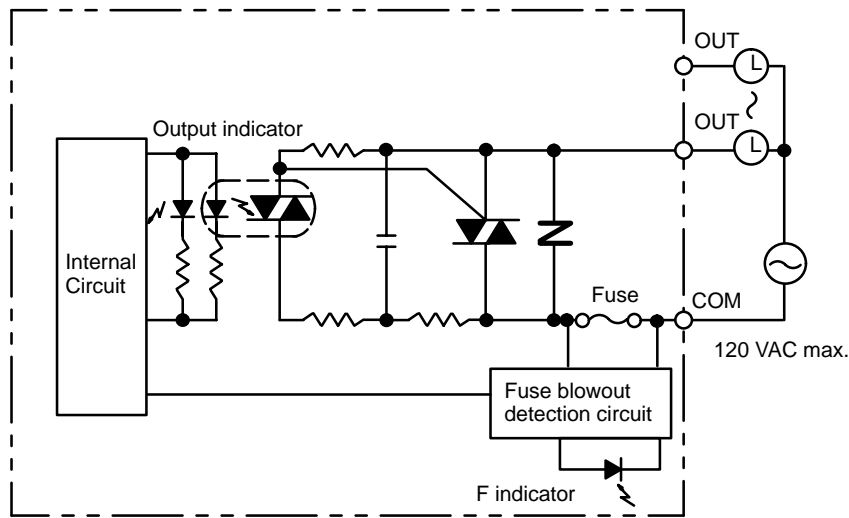 OUT
L
Output indicator
OUT
L
Internal
Circuit
Fuse
COM
120 VAC max.
Fuse blowout
detection circuit
F indicator